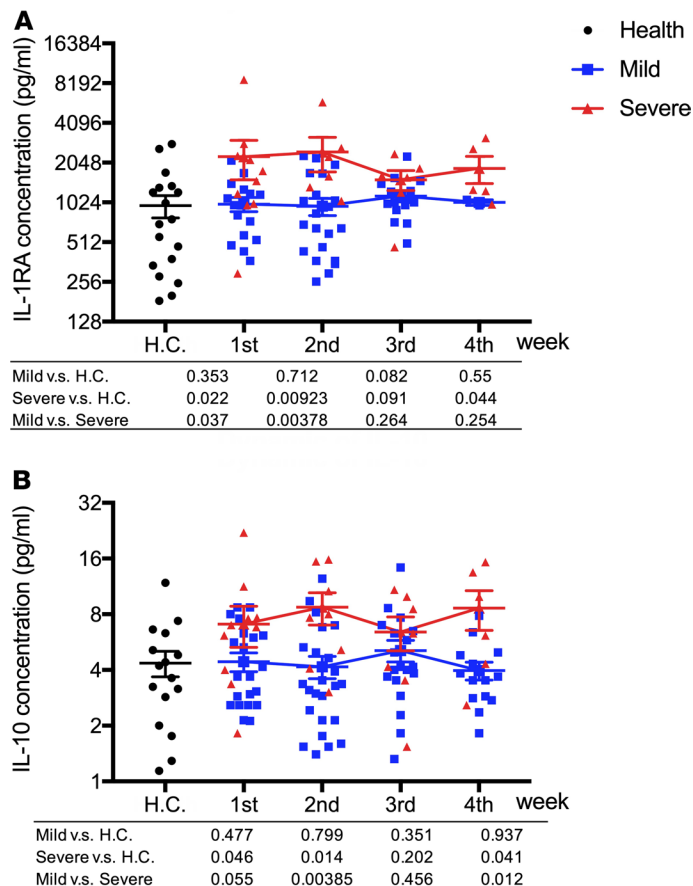 A
IL-1RA concentration (pg/ml)
16384
8192
4096
2048
1024
512
256
128
Health
Mild
Severe
H.C. 1st 2nd 3rd 4th week
Mild v.s. H.C. 0.353 0.712 0.082 0.55
Severe v.s. H.C. 0.022 0.00923 0.091 0.044
Mild v.s. Severe 0.037 0.00378 0.264 0.254
B
IL-10 concentration (pg/ml)
32
16
8
4
2
1
H.C. 1st 2nd 3rd 4th week
Mild v.s. H.C. 0.477 0.799 0.351 0.937
Severe v.s. H.C. 0.046 0.014 0.202 0.041
Mild v.s. Severe 0.055 0.00385 0.456 0.012